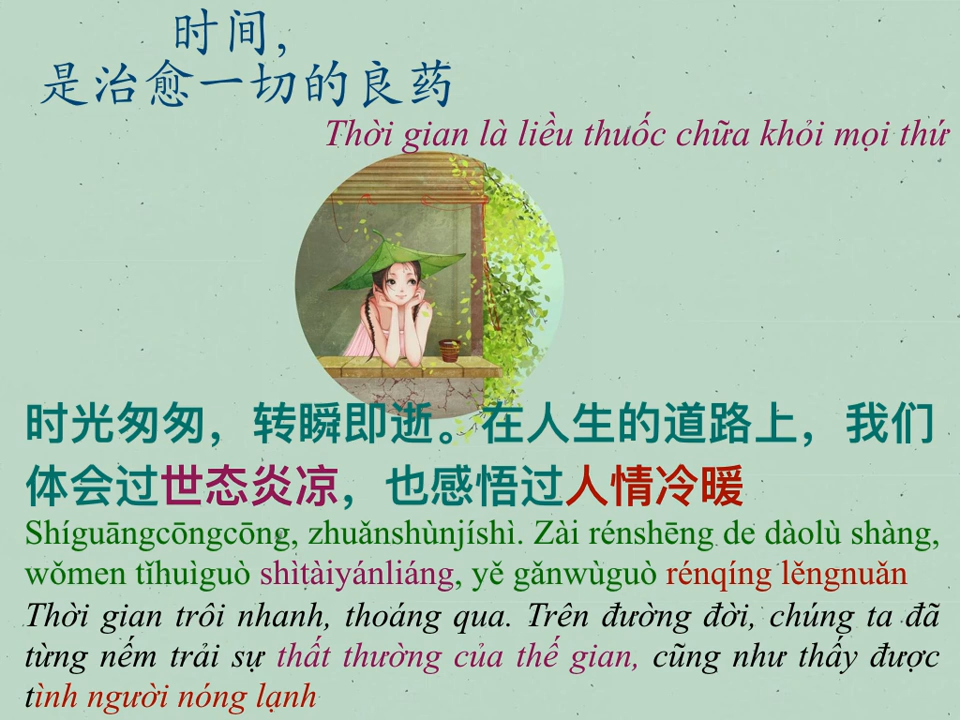 时间，
是治愈一切的良药
Thời gian là liều thuốc chữa khỏi mọi thứ
时光匆匆，转瞬即逝。在人生的道路上，我们
体会过世态炎凉，也感悟过人情冷暖
Shíguāngcōngcōng, zhuǎnshùnjíshì. Zài rénshēng de dàolù shàng,
wǒmen tǐhuìguò shìtàiyánliáng, yě gǎnwùguò rénqíng lěngnuǎn
Thời gian trôi nhanh, thoáng qua. Trên đường đời, chúng ta đã
từng nếm trải sự thất thường của thế gian, cũng như thấy được
tình người nóng lạnh